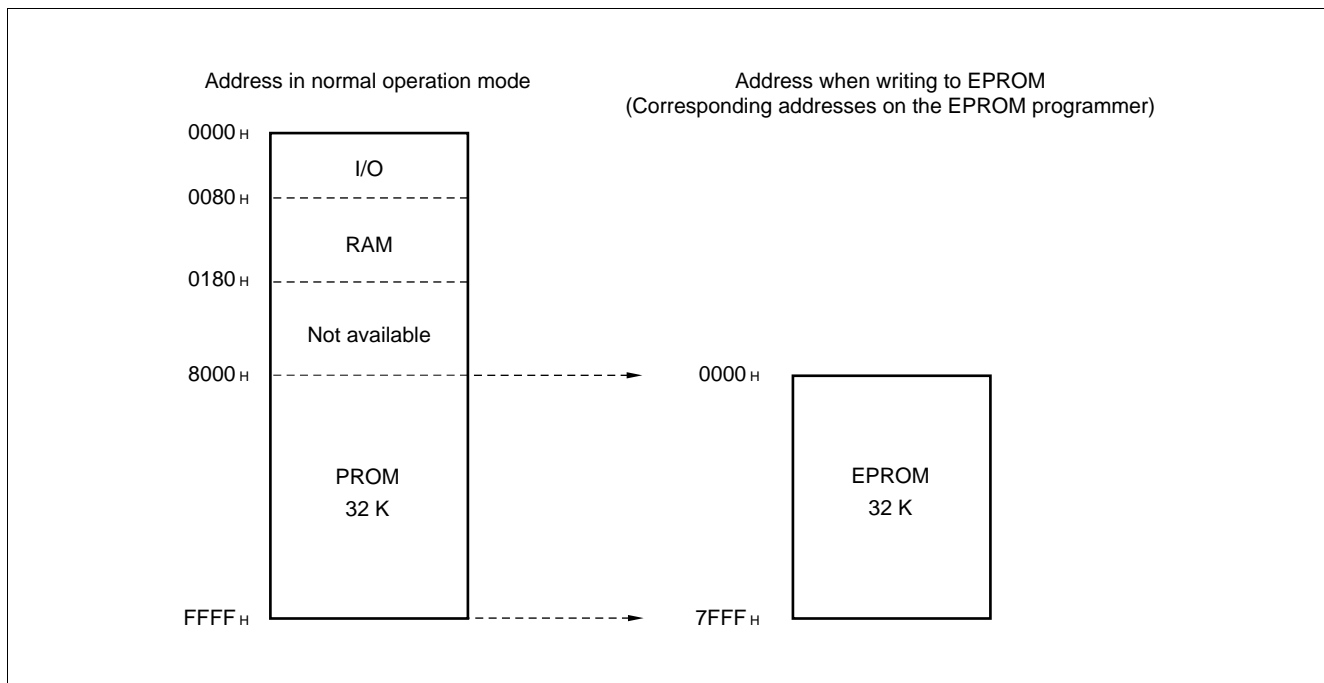 Address in normal operation mode
Address when writing to EPROM
(Corresponding addresses on the EPROM programmer)
0000 H
I/O
0080 H
RAM
0180 H
Not available
8000 H
0000 H
PROM
32 K
EPROM
32 K
FFFF H
7FFF H